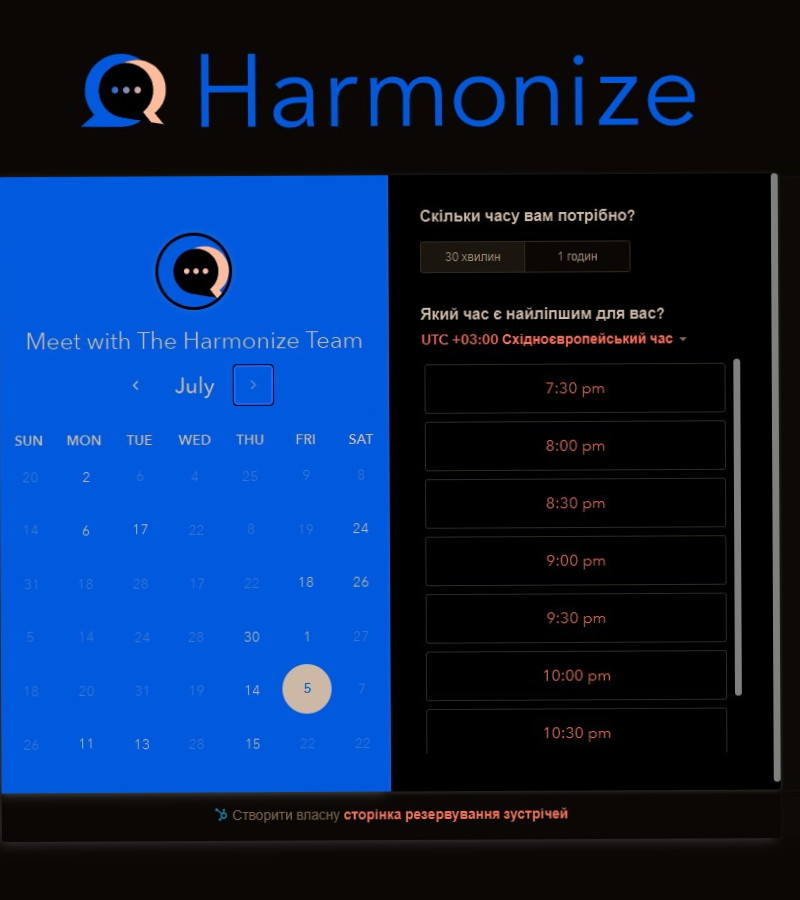 Harmonize
Meet with The Harmonize Team
July
SUN MON TUE WED THU FRI SAT
20 2 6 4 25 9 8
14 6 17 22 8 19 24
31 18 28 17 22 18 26
5 14 24 28 30 1 27
18 20 31 19 14 5 7
26 11 13 28 15 22 22
Скільки часу вам потрібно?
30 хвилин 1 годин
Який час є найліпшим для вас?
UTC +03:00 Східноєвропейський час
7:30 pm
8:00 pm
8:30 pm
9:00 pm
9:30 pm
10:00 pm
10:30 pm
Створити власну сторінка резервування зустрічей